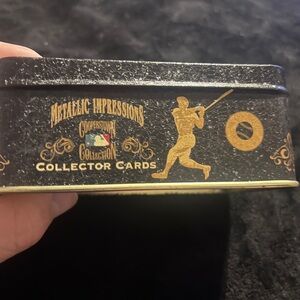 METALLIC IMPRESSIONS
COOPERSTOWN
COLLECTION
COLLECTOR CARDS